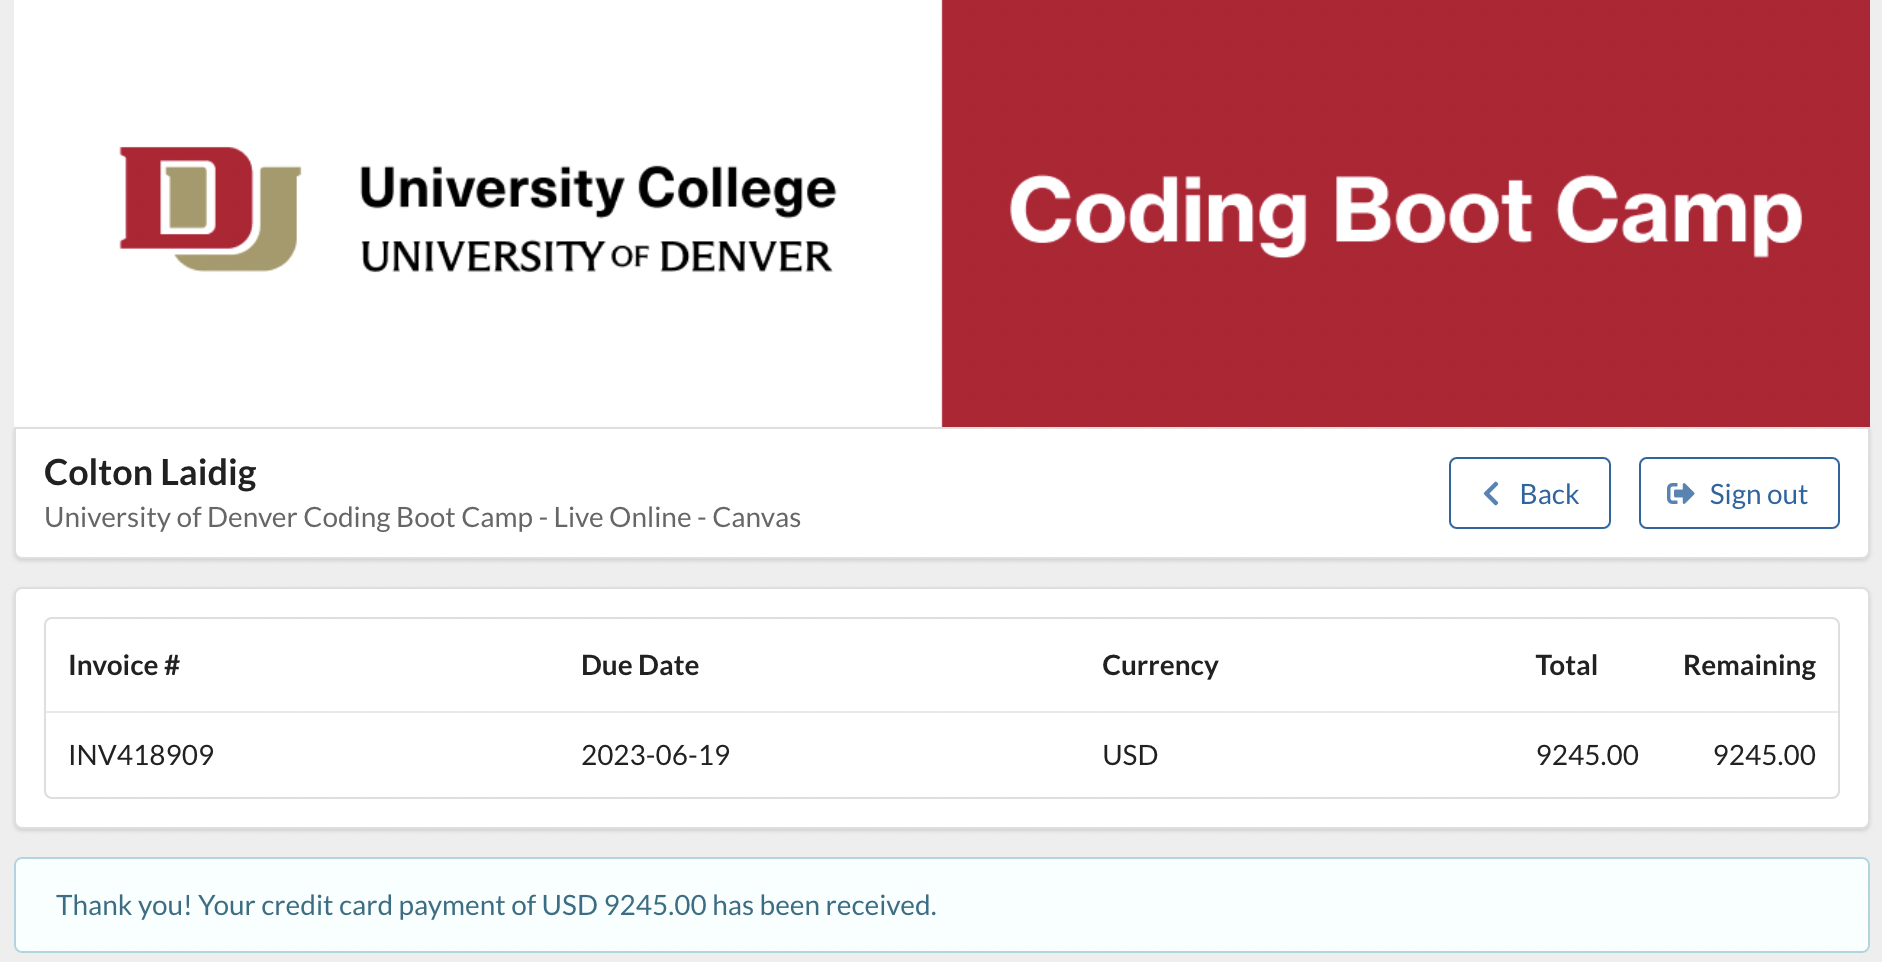 DU
University College
UNIVERSITY OF DENVER
Coding Boot Camp
Colton Laidig
University of Denver Coding Boot Camp - Live Online - Canvas
Back
Sign out
Invoice # Due Date Currency Total Remaining
INV418909 2023-06-19 USD 9245.00 9245.00
Thank you! Your credit card payment of USD 9245.00 has been received.